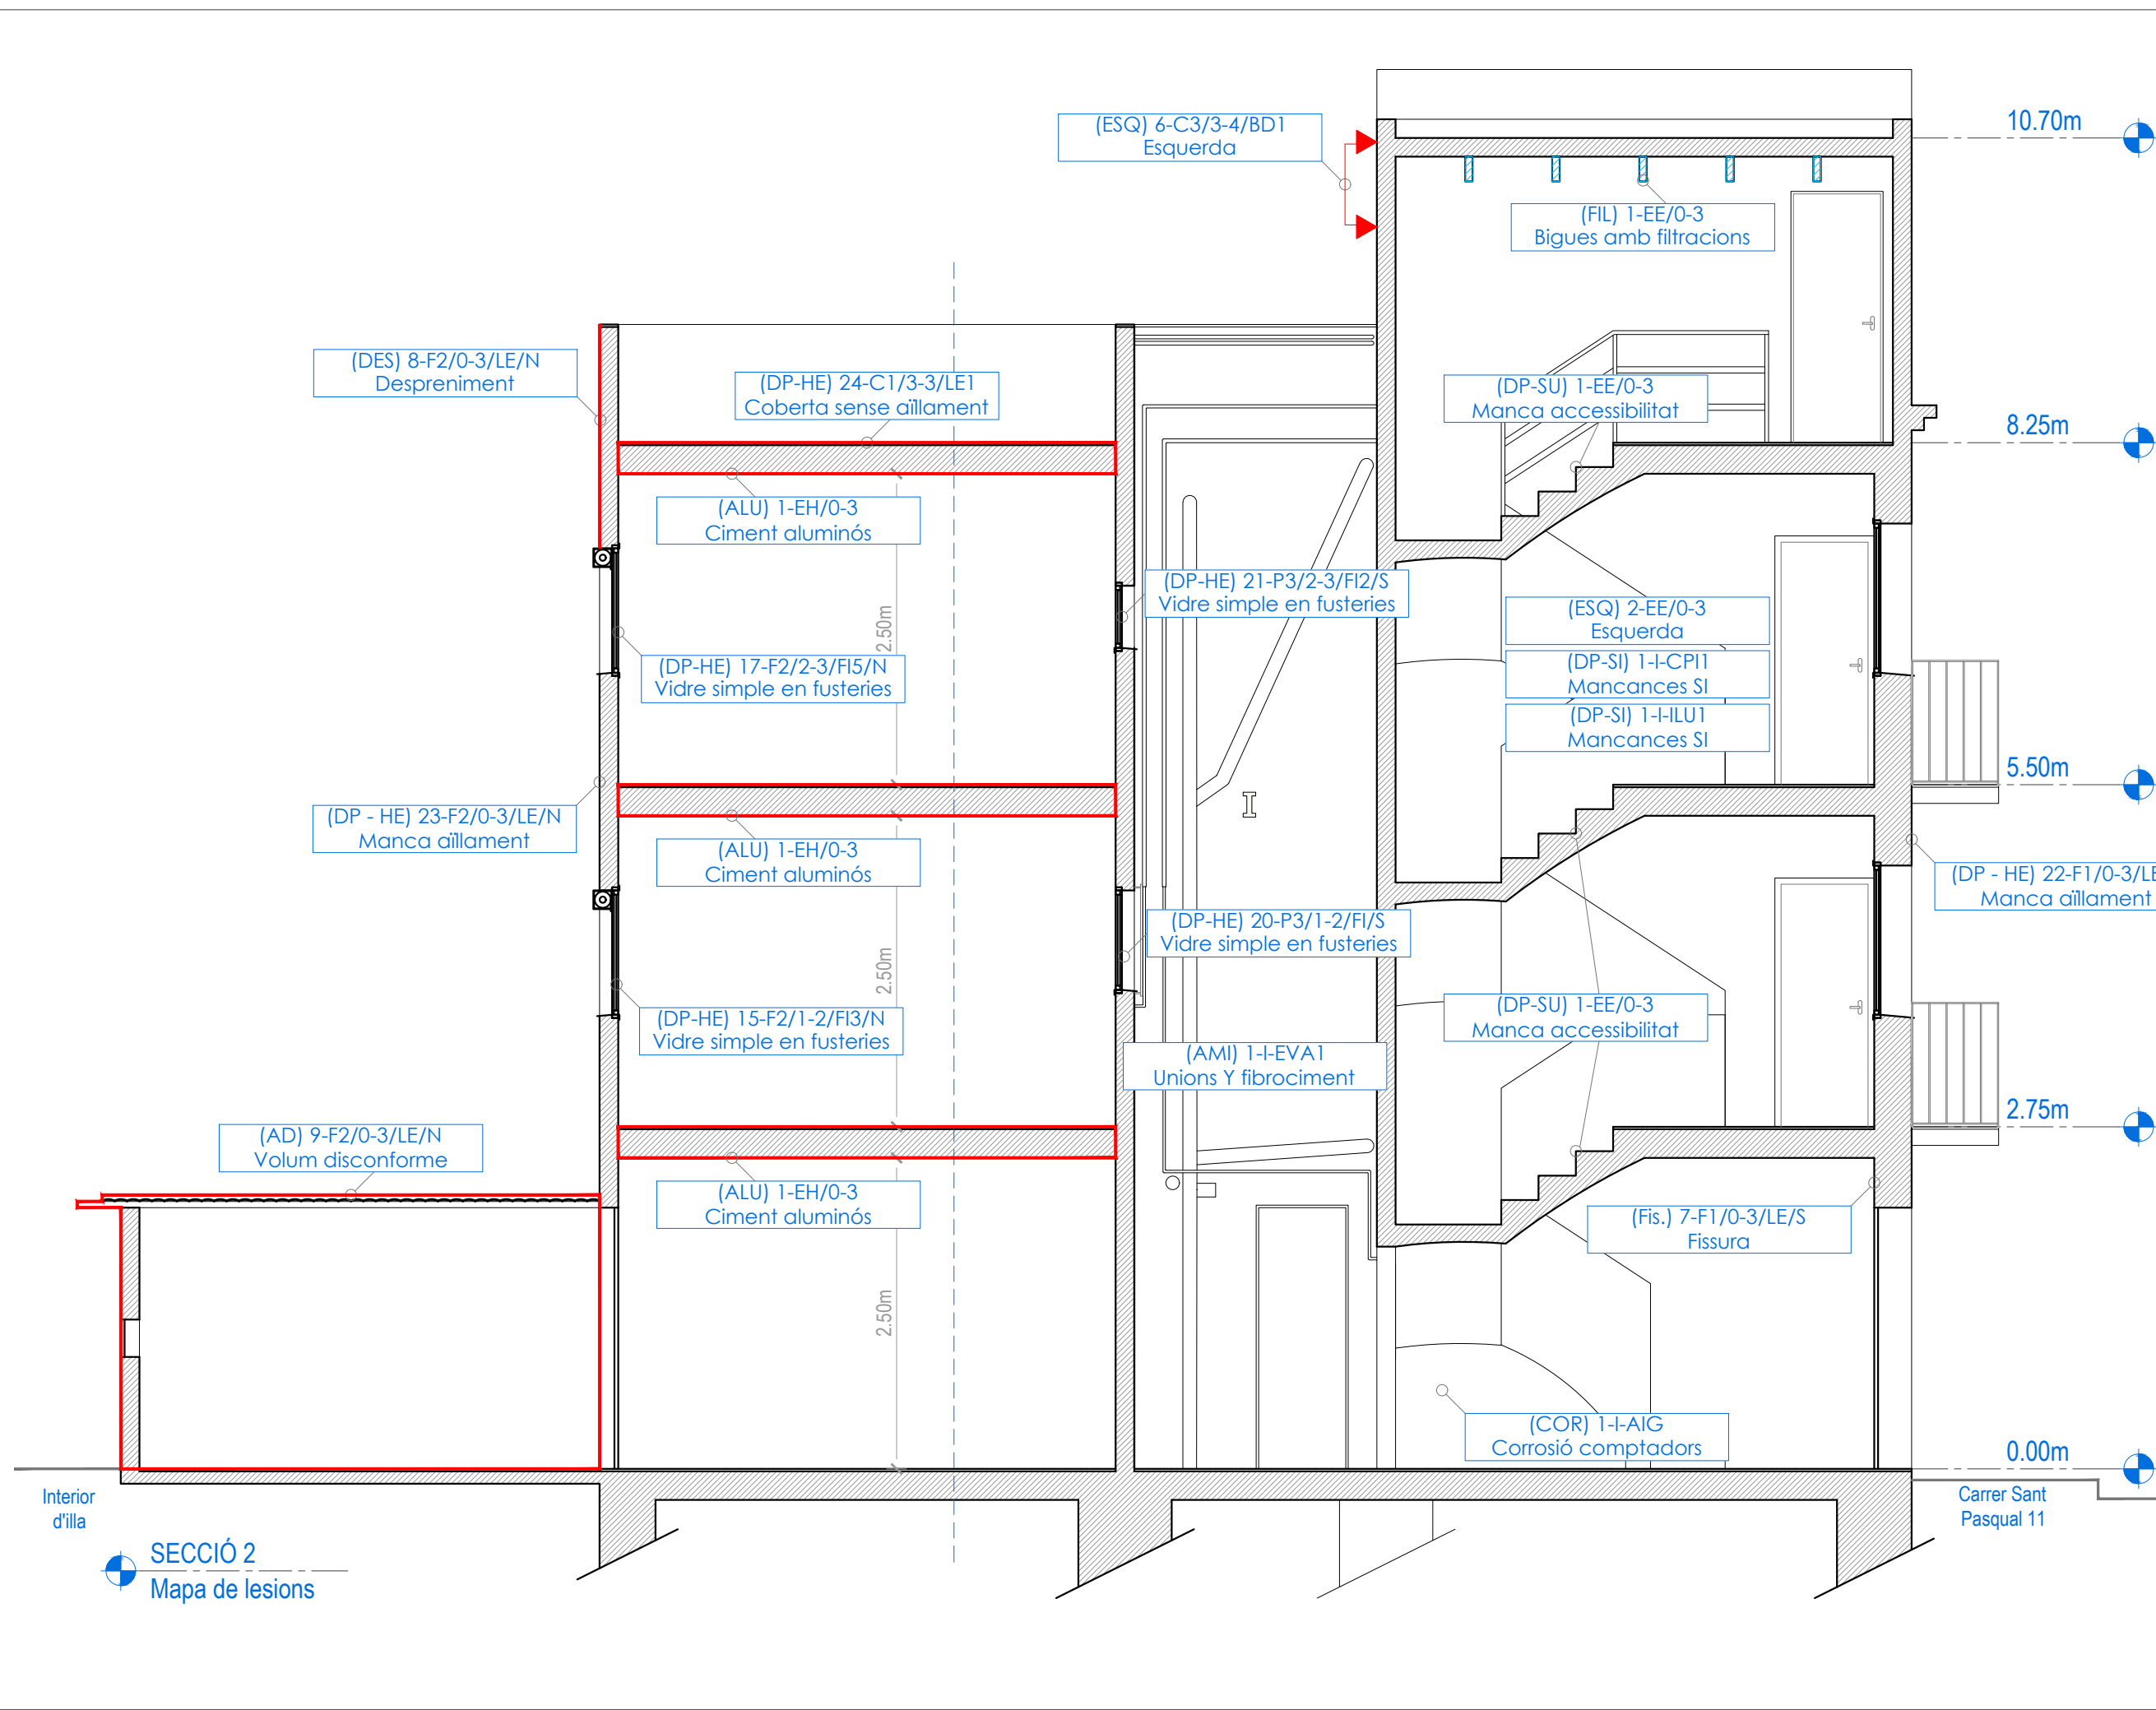 (ESQ) 6-C3/3-4/BD1
Esquerda
10.70m
(FIL) 1-EE/0-3
Bigues amb filtracions
(DES) 8-F2/0-3/LE/N
Despreniment
(DP-HE) 24-C1/3-3/LE1
Coberta sense aïllament
(DP-SU) 1-EE/0-3
Manca accessibilitat
8.25m
(ALU) 1-EH/0-3
Ciment aluminós
2.50m
(DP-HE) 21-P3/2-3/FI2/S
Vidre simple en fusteries
(ESQ) 2-EE/0-3
Esquerda
(DP-SI) 1-I-CPI1
Mancances SI
(DP-SI) 1-I-ILU1
Mancances SI
(DP-HE) 17-F2/2-3/FI5/N
Vidre simple en fusteries
5.50m
(DP - HE) 23-F2/0-3/LE/N
Manca aïllament
(ALU) 1-EH/0-3
Ciment aluminós
(DP - HE) 22-F1/0-3/LE
Manca aïllament
2.50m
(DP-HE) 20-P3/1-2/FI/S
Vidre simple en fusteries
(DP-HE) 15-F2/1-2/FI3/N
Vidre simple en fusteries
(DP-SU) 1-EE/0-3
Manca accessibilitat
(AMI) 1-I-EVA1
Unions Y fibrociment
2.75m
(AD) 9-F2/0-3/LE/N
Volum disconforme
(ALU) 1-EH/0-3
Ciment aluminós
(Fis.) 7-F1/0-3/LE/S
Fissura
2.50m
(COR) 1-I-AIG
Corrosió comptadors
0.00m
Interior
d'illa
Carrer Sant
Pasqual 11
SECCIÓ 2
Mapa de lesions